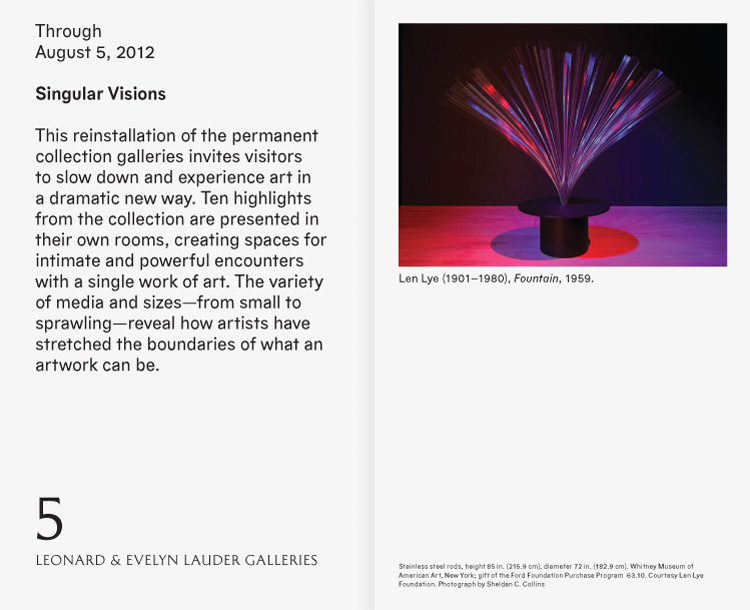 Through
August 5, 2012
Singular Visions
This reinstallation of the permanent
collection galleries invites visitors
to slow down and experience art in
a dramatic new way. Ten highlights
from the collection are presented in
their own rooms, creating spaces for
intimate and powerful encounters
with a single work of art. The variety
of media and sizes—from small to
sprawling—reveal how artists have
stretched the boundaries of what an
artwork can be.
5
LEONARD & EVELYN LAUDER GALLERIES
Len Lye (1901–1980), Fountain, 1959.
Stainless steel rods, height 85 in. (215.9 cm), diameter 72 in. (182.9 cm). Whitney Museum of
American Art, New York; gift of the Ford Foundation Purchase Program 63.10. Courtesy Len Lye
Foundation. Photograph by Sheldan C. Collins